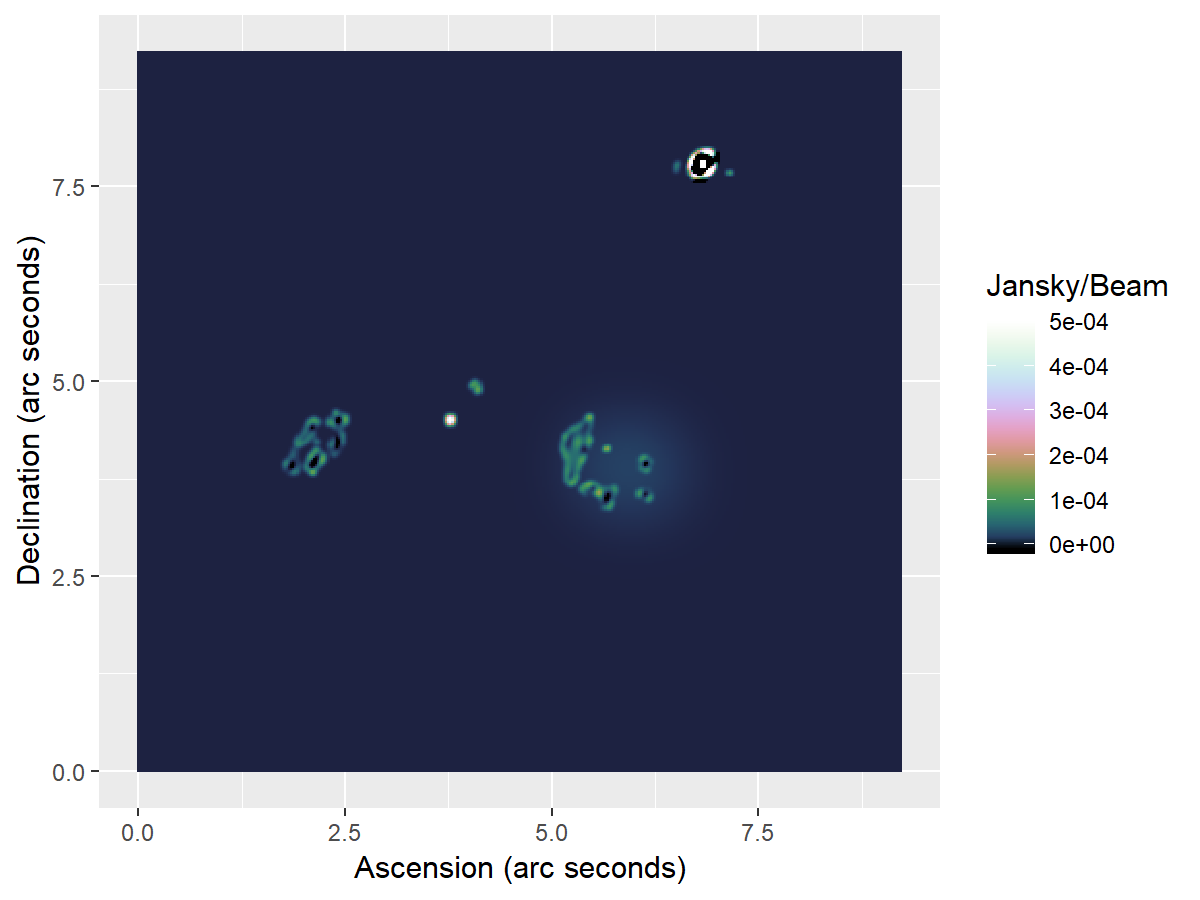 Declination (arc seconds)
7.5
5.0
2.5
0.0
0.0 2.5 5.0 7.5
Ascension (arc seconds)
Jansky/Beam
5e-04
4e-04
3e-04
2e-04
1e-04
0e+00